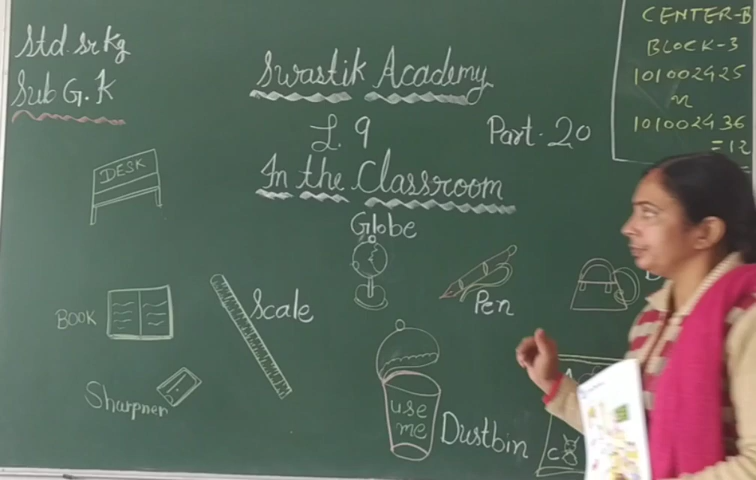 Std. Sr Kg
Sub G.K
Swastik Academy
L.9
Part-20
In the Classroom
CENTER-B
BLOCK-3
101002425
101002436
=12
DESK
Globe
BOOK
Scale
Pen
Sharpner
use
me
Dustbin
A
C